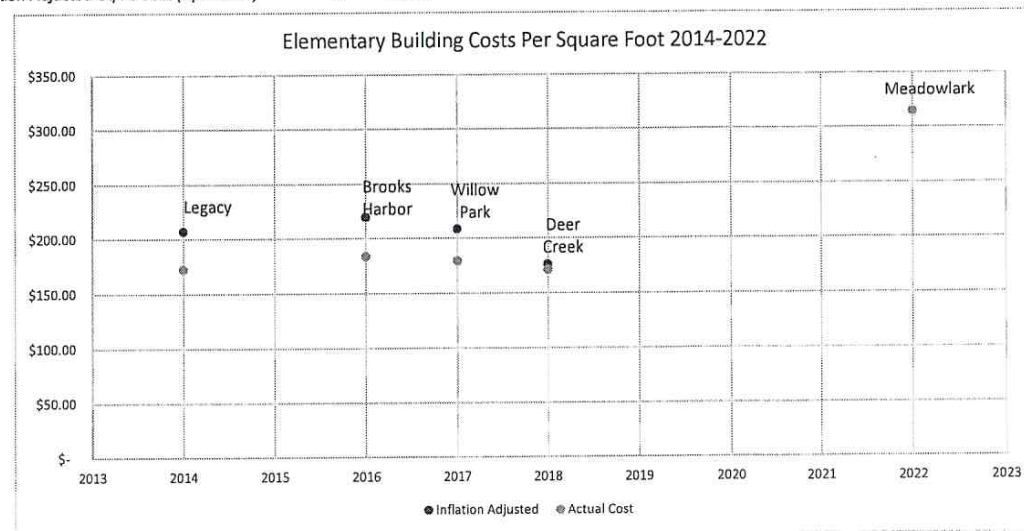 Elementary Building Costs Per Square Foot 2014-2022
$350.00
$300.00
$250.00
$200.00
$150.00
$100.00
$50.00
$-
Meadowlark
Brooks
Harbor
Willow
Park
Legacy
Deer
Creek
2013 2014 2015 2016 2017 2018 2019 2020 2021 2022 2023
Inflation Adjusted Actual Cost